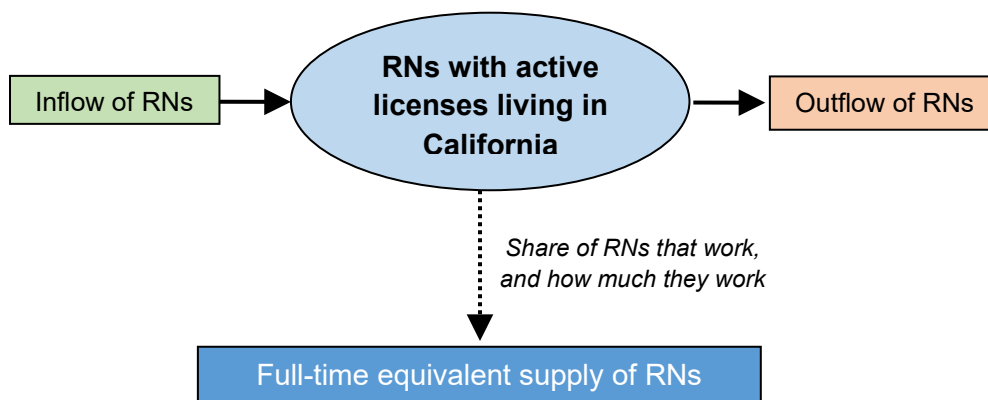 Inflow of RNs
RNs with active
licenses living in
California
Outflow of RNs
Share of RNs that work,
and how much they work
Full-time equivalent supply of RNs